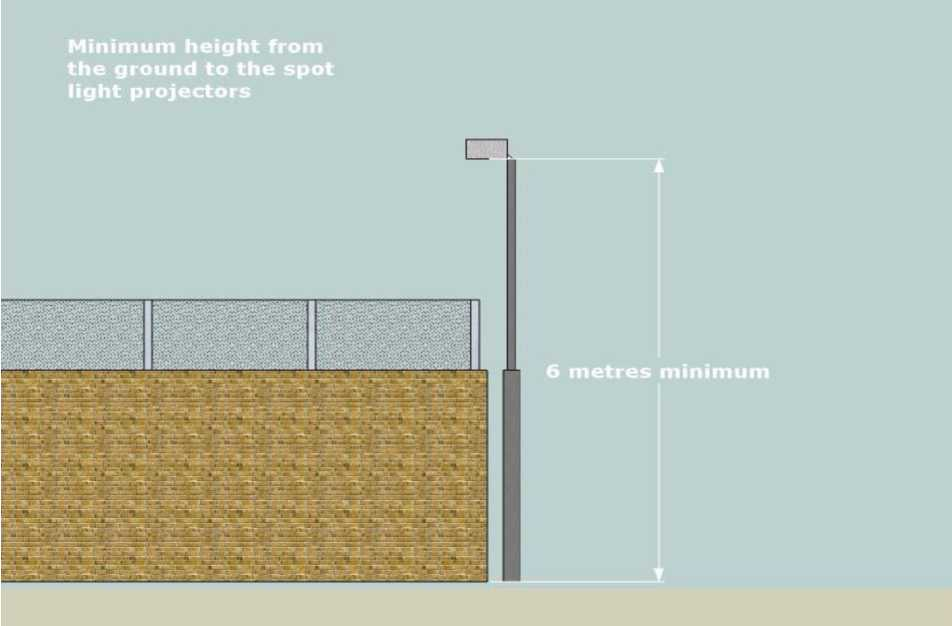 Minimum height from
the ground to the spot
light projectors
6 metres minimum